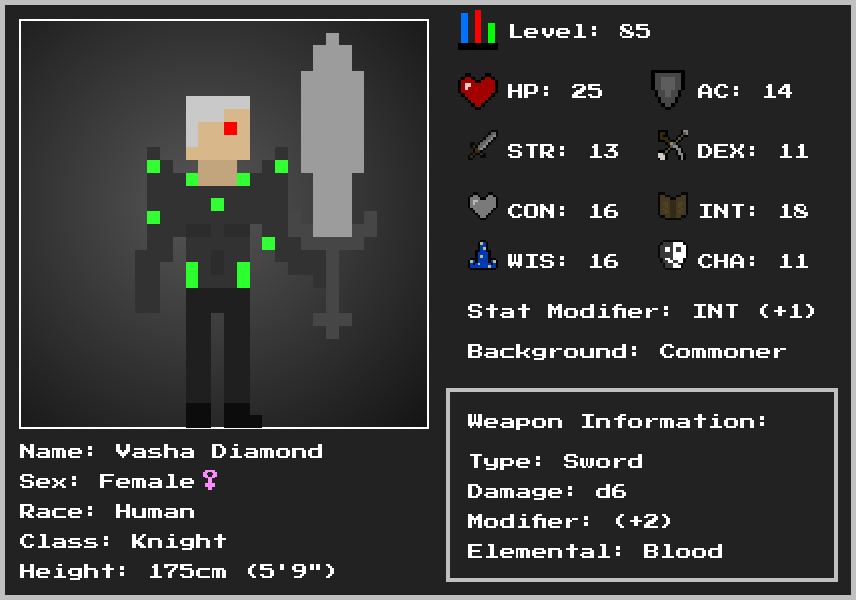 Level: 85
HP: 25
AC: 14
STR: 13
DEX: 11
CON: 16
INT: 18
WIS: 16
CHA: 11
Stat Modifier: INT (+1)
Background: Commoner
Weapon Information:
Type: Sword
Damage: d6
Modifier: (+2)
Elemental: Blood
Name: Vasha Diamond
Sex: Female♀
Race: Human
Class: Knight
Height: 175cm (5'9")